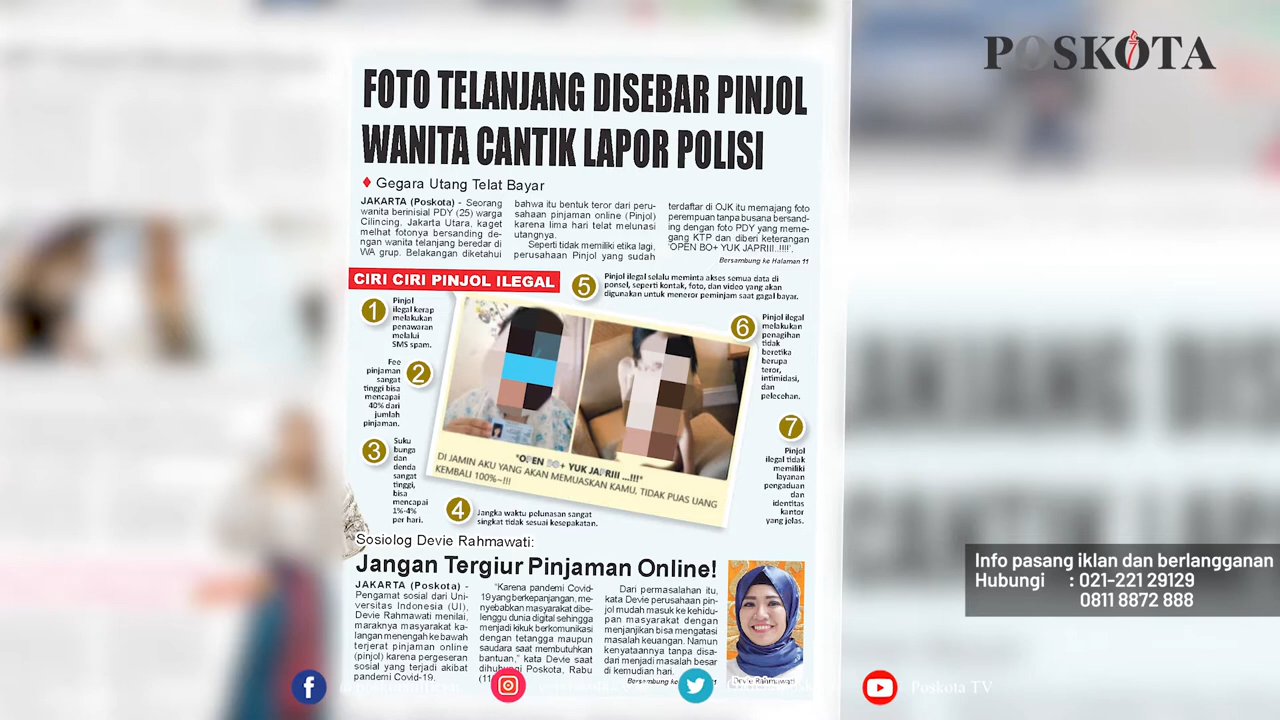 POSKOTA
FOTO TELANJANG DISEBAR PINJOL
WANITA CANTIK LAPOR POLISI
Gegara Utang Telat Bayar
JAKARTA (Poskota) - Seorang
wanita berinisial PDY (25) warga
Cilincing, Jakarta Utara, kaget
melhat fotonya bersanding de-
ngan wanita telanjang beredar di
WA grup. Belakangan diketahui
bahwa itu bentuk teror dari peru-
sahaan pinjaman online (Pinjol)
karena lima hari telat melunasi
utangnya.
Seperti tidak memiliki etika lagi,
perusahaan Pinjol yang sudah
terdaftar di OJK itu memajang foto
perempuan tanpa busana bersand-
ing dengan foto PDY yang meme-
gang KTP dan diberi keterangan
'OPEN BO+ YUK JAPRIII..!!!!'.
Bersambung ke Halaman 11
CIRI CIRI PINJOL ILEGAL
1
Pinjol
ilegal kerap
melakukan
penawaran
melalui
SMS spam.
2
Fee
pinjaman
sangat
tinggi bisa
mencapai
40% dari
jumlah
pinjaman.
3
Suku
bunga
dan
denda
sangat
tinggi,
bisa
mencapai
1%-4%
per hari.
4
Jangka waktu pelunasan sangat
singkat tidak sesuai kesepakatan.
5
Pinjol ilegal selalu meminta akses semua data di
ponsel, seperti kontak, foto, dan video yang akan
digunakan untuk meneror peminjam saat gagal bayar.
6
Pinjol ilegal
melakukan
penagihan
tidak
beretika
berupa
teror,
intimidasi,
dan
pelecehan.
7
Pinjol
ilegal tidak
memiliki
layanan
pengaduan
dan
identitas
kantor
yang jelas.
"OPEN BO+ YUK JAPRIII ...!!!"
DI JAMIN AKU YANG AKAN MEMUASKAN KAMU, TIDAK PUAS UANG
KEMBALI 100%~!!!
Sosiolog Devie Rahmawati:
Jangan Tergiur Pinjaman Online!
JAKARTA (Poskota) -
Pengamat sosial dari Uni-
versitas Indonesia (UI),
Devie Rahmawati menilai,
maraknya masyarakat ka-
langan menengah ke bawah
terjerat pinjaman online
(pinjol) karena pergeseran
sosial yang terjadi akibat
pandemi Covid-19.
"Karena pandemi Covid-
19 yang berkepanjangan, me-
nyebabkan masyarakat dibe-
lenggu dunia digital sehingga
menjadi kikuk berkomunikasi
dengan tetangga maupun
saudara saat membutuhkan
bantuan," kata Devie saat
dihubungi Poskota, Rabu
Dari permasalahan itu,
kata Devie perusahaan pin-
jol mudah masuk ke kehidu-
pan masyarakat dengan
menjanjikan bisa mengatasi
masalah keuangan. Namun
kenyataannya tanpa disa-
dari menjadi masalah besar
di kemudian hari.
Bersambung ke
Devie Rahmawati
Info pasang iklan dan berlangganan
Hubungi : 021-221 29129
0811 8872 888
Poskota TV